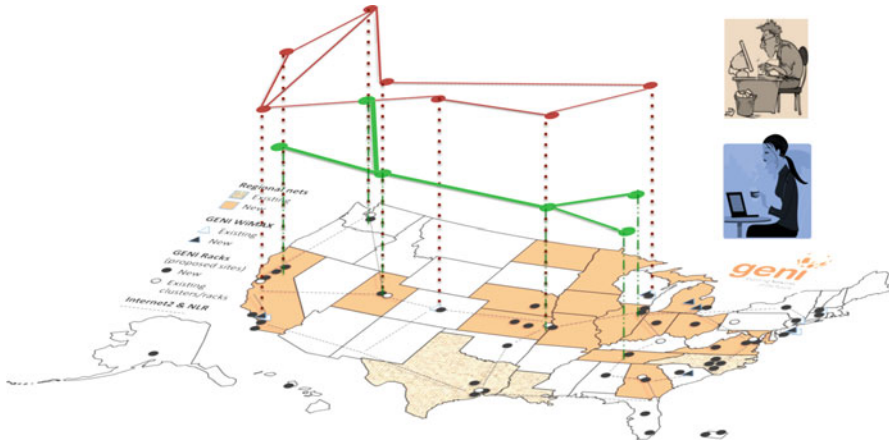 Regional nets
Existing
New
GENI WiMAX
Existing
New
GENI Racks
(proposed sites)
New
Existing
clusters/racks
Internet2 & NLR
geni